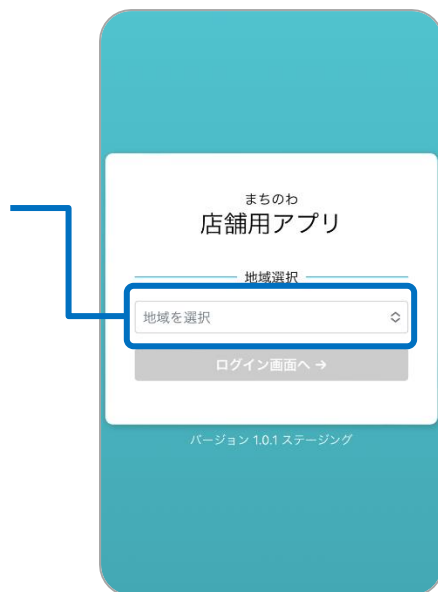 まちのわ
店舗用アプリ
地域選択
地域を選択
ログイン画面へ →
バージョン 1.0.1 ステージング